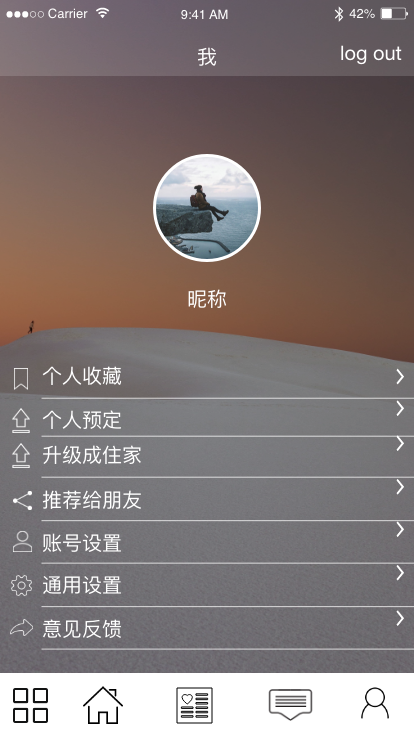 Carrier 9:41 AM 42%
我 log out
昵称
个人收藏
个人预定
升级成住家
推荐给朋友
账号设置
通用设置
意见反馈